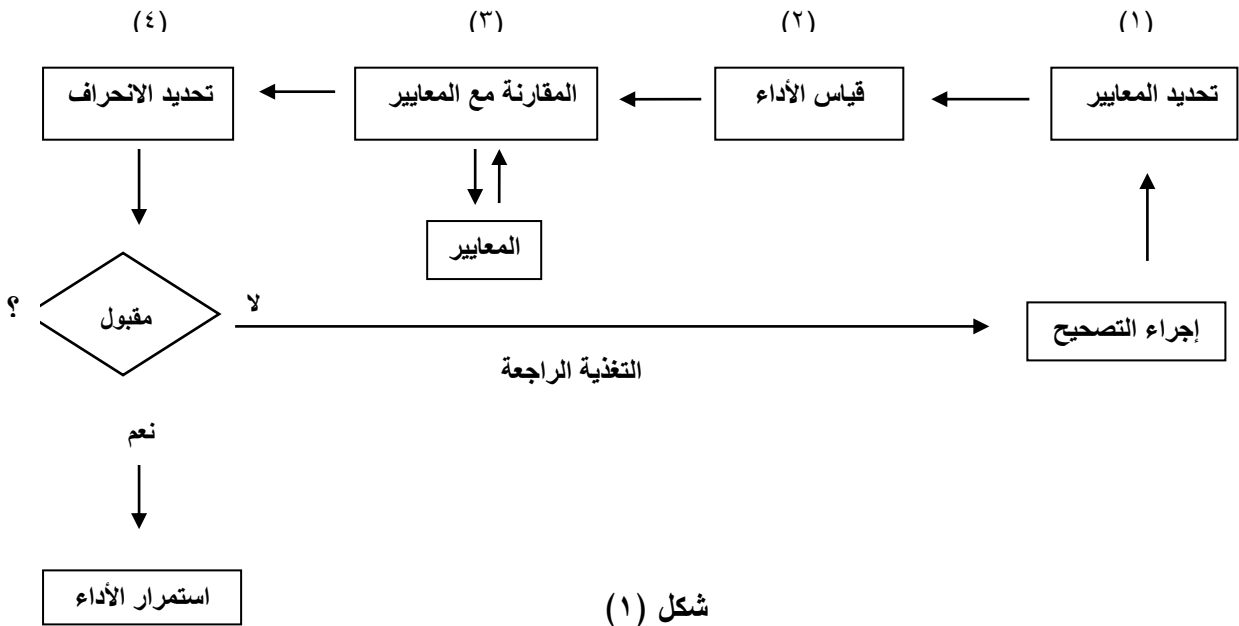 (١)
(٢)
(٣)
(٤)
تحديد المعايير
قياس الأداء
المقارنة مع المعايير
تحديد الانحراف
المعايير
مقبول
؟
لا
إجراء التصحيح
التغذية الراجعة
نعم
استمرار الأداء
شكل (١)